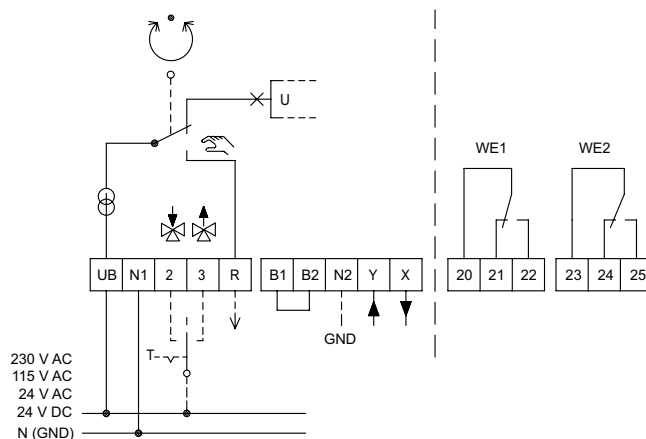 U
WE1 WE2
UB N1 2 3 R B1 B2 N2 Y X 20 21 22 23 24 25
GND
T
230 V AC
115 V AC
24 V AC
24 V DC
N (GND)